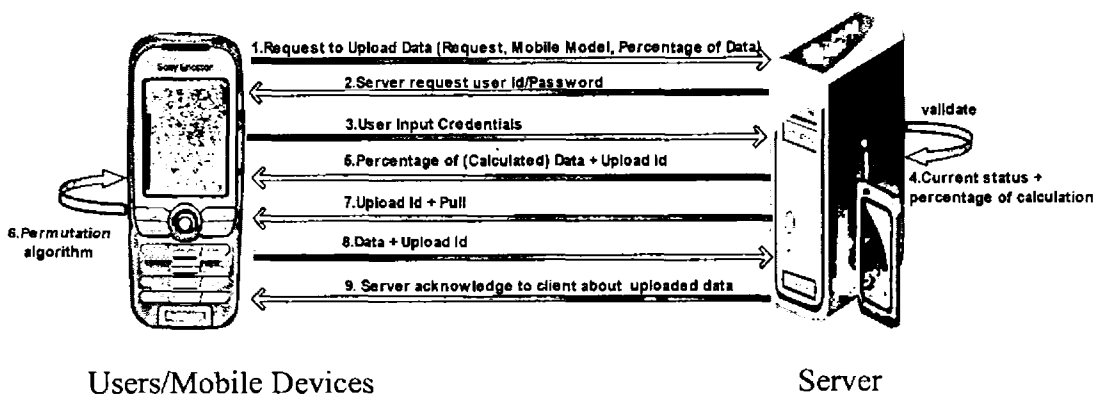 1.Request to Upload Data (Request, Mobile Model, Percentage of Data)
Sony Ericsson
2.Server request user id/Password
3.User Input Credentials
validate
5.Percentage of (Calculated) Data + Upload Id
4.Current status +
percentage of calculation
7.Upload Id + Pull
6.Permutation
algorithm
8.Data + Upload Id
9. Server acknowledge to client about uploaded data
Users/Mobile Devices
Server